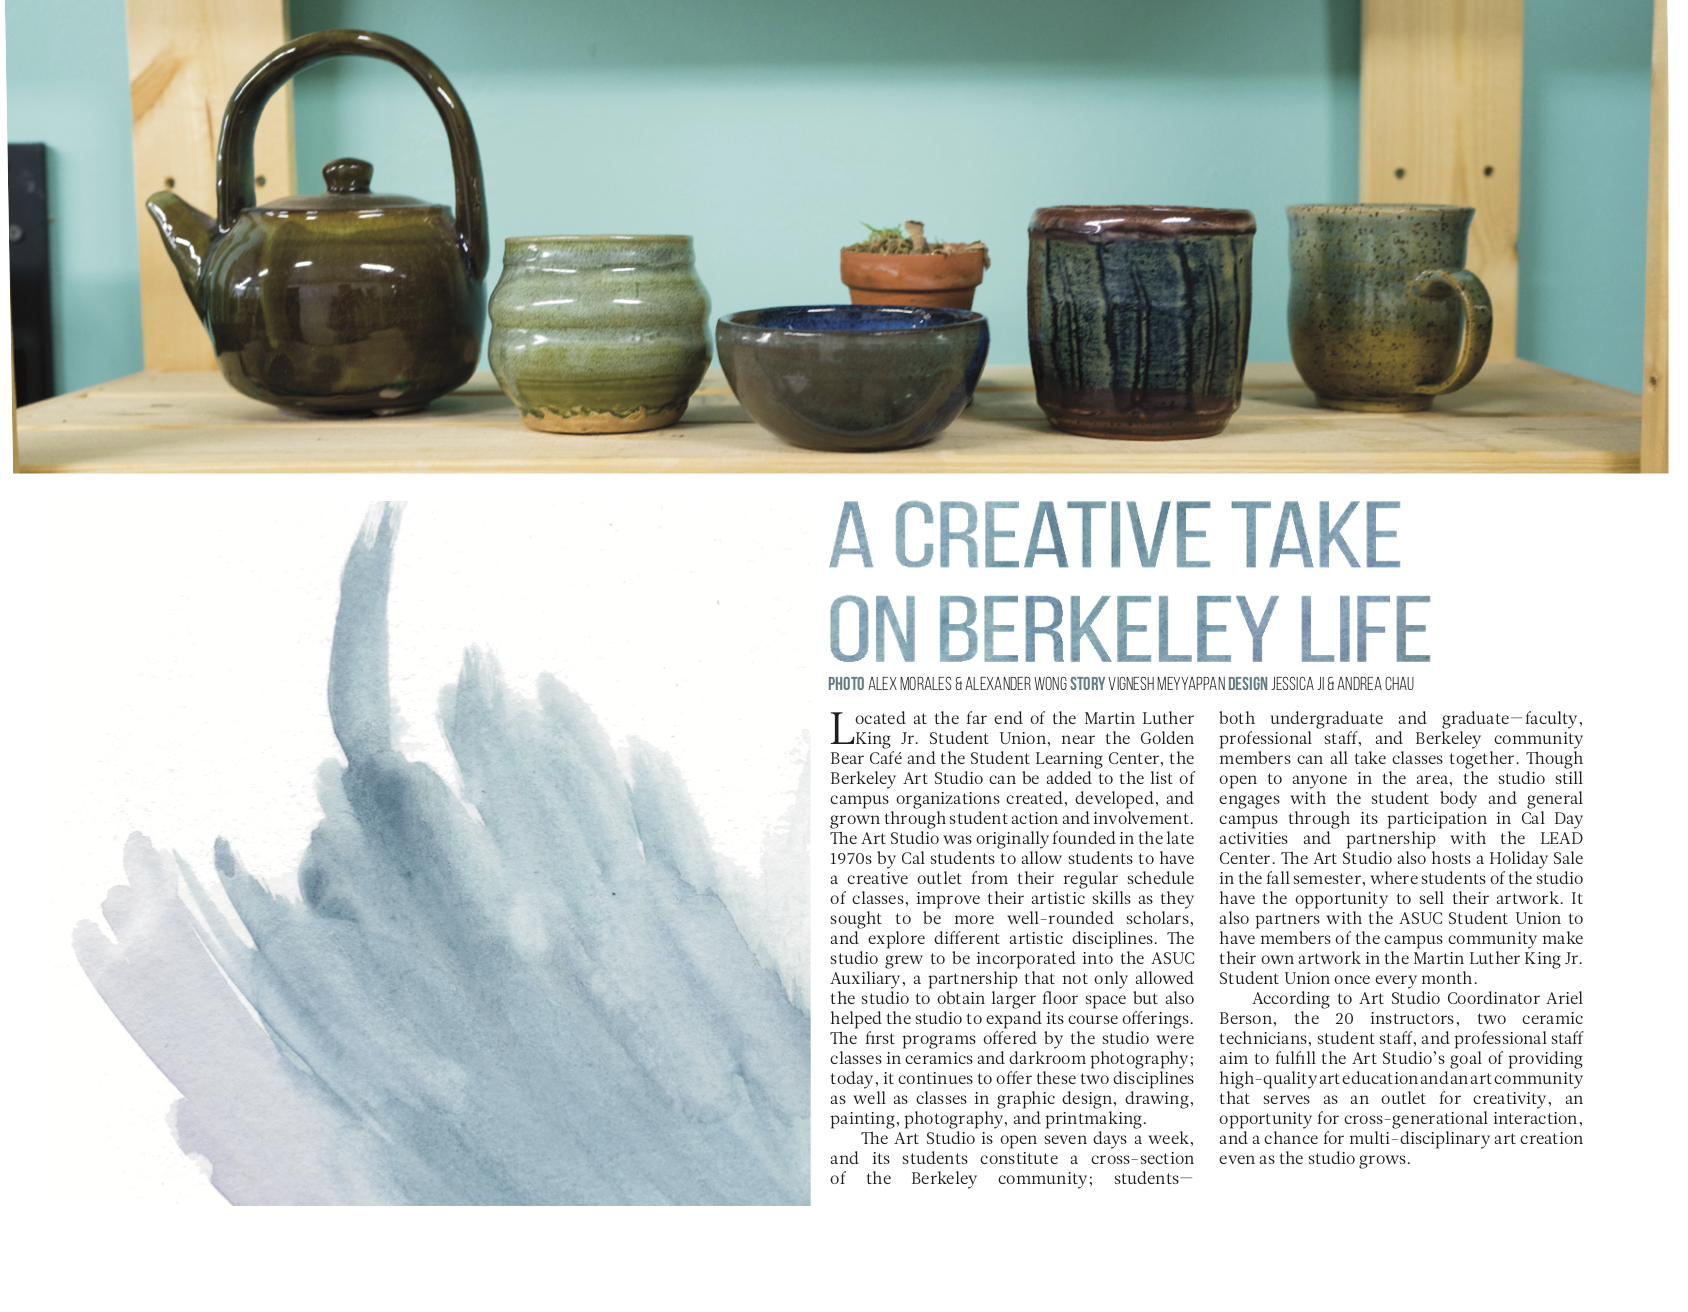 A CREATIVE TAKE
ON BERKELEY LIFE
PHOTO ALEX MORALES & ALEXANDER WONG STORY VIGNESH MEYYAPPAN DESIGN JESSICA JI & ANDREA CHAU
Located at the far end of the Martin Luther
King Jr. Student Union, near the Golden
Bear Café and the Student Learning Center, the
Berkeley Art Studio can be added to the list of
campus organizations created, developed, and
grown through student action and involvement.
The Art Studio was originally founded in the late
1970s by Cal students to allow students to have
a creative outlet from their regular schedule
of classes, improve their artistic skills as they
sought to be more well-rounded scholars,
and explore different artistic disciplines. The
studio grew to be incorporated into the ASUC
Auxiliary, a partnership that not only allowed
the studio to obtain larger floor space but also
helped the studio to expand its course offerings.
The first programs offered by the studio were
classes in ceramics and darkroom photography;
today, it continues to offer these two disciplines
as well as classes in graphic design, drawing,
painting, photography, and printmaking.
The Art Studio is open seven days a week,
and its students constitute a cross-section
of the Berkeley community; students—
both undergraduate and graduate—faculty,
professional staff, and Berkeley community
members can all take classes together. Though
open to anyone in the area, the studio still
engages with the student body and general
campus through its participation in Cal Day
activities and partnership with the LEAD
Center. The Art Studio also hosts a Holiday Sale
in the fall semester, where students of the studio
have the opportunity to sell their artwork. It
also partners with the ASUC Student Union to
have members of the campus community make
their own artwork in the Martin Luther King Jr.
Student Union once every month.
According to Art Studio Coordinator Ariel
Berson, the 20 instructors, two ceramic
technicians, student staff, and professional staff
aim to fulfill the Art Studio's goal of providing
high-quality art education and an art community
that serves as an outlet for creativity, an
opportunity for cross-generational interaction,
and a chance for multi-disciplinary art creation
even as the studio grows.